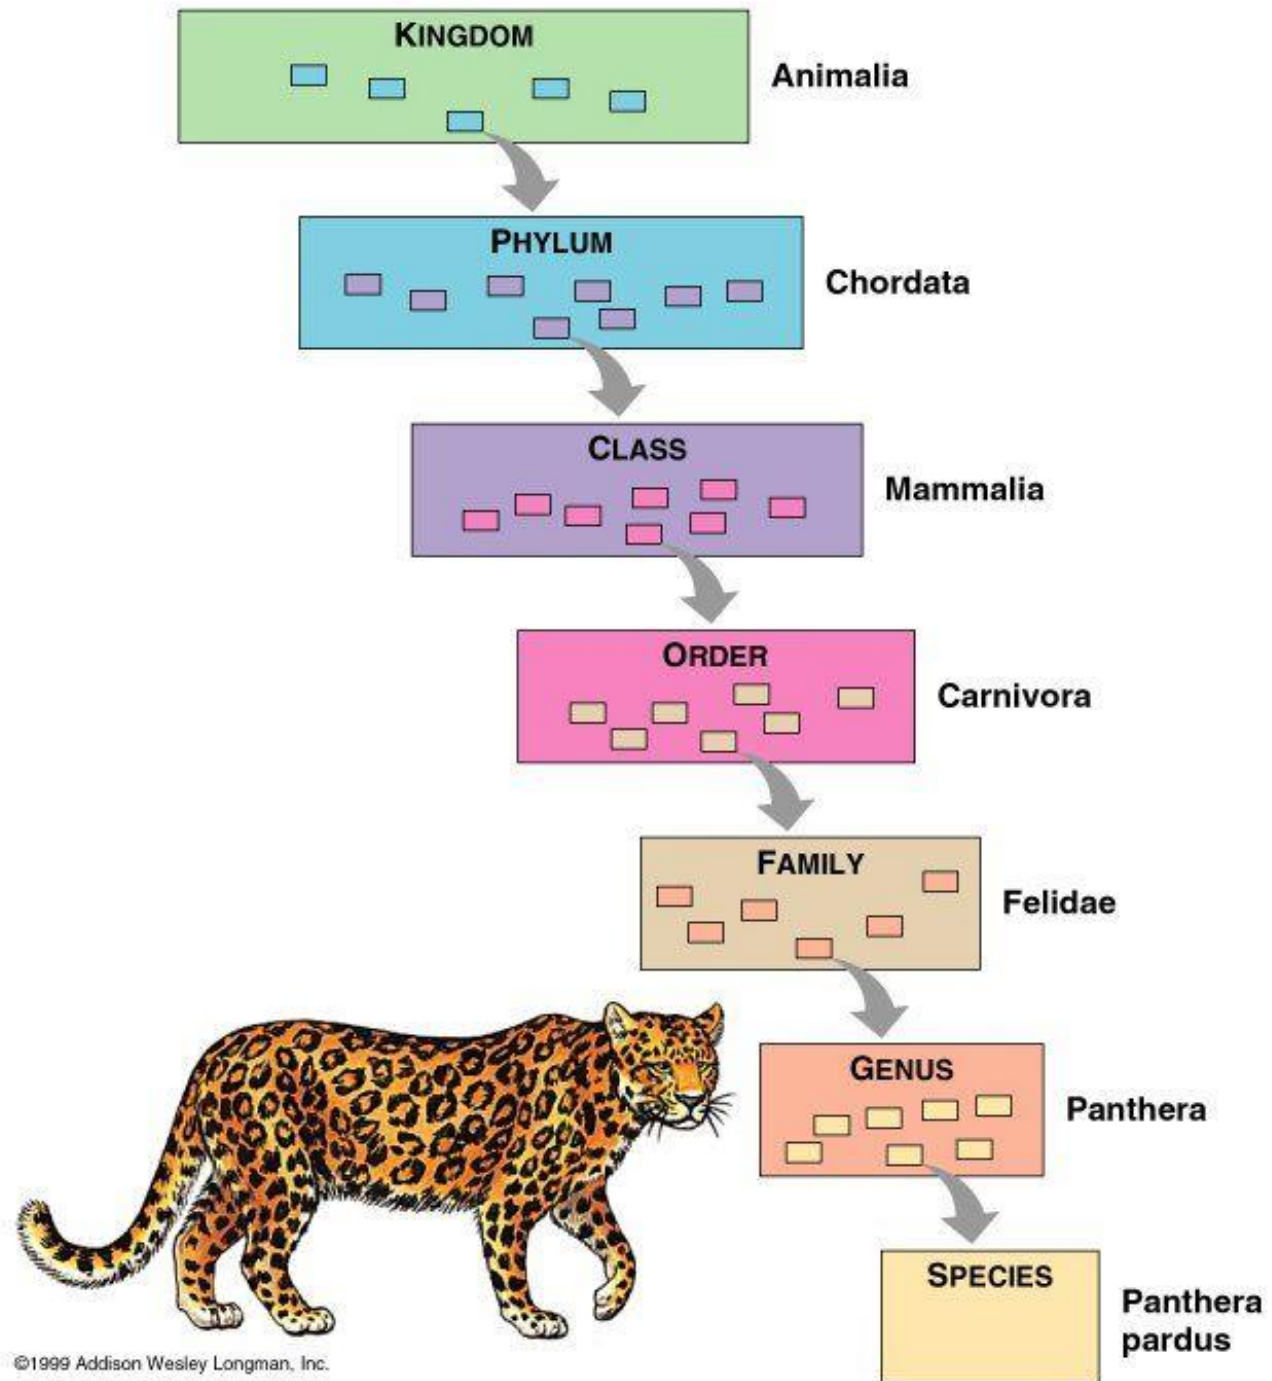 KINGDOM
Animalia
PHYLUM
Chordata
CLASS
Mammalia
ORDER
Carnivora
FAMILY
Felidae
GENUS
Panthera
SPECIES
Panthera
pardus
©1999 Addison Wesley Longman, Inc.